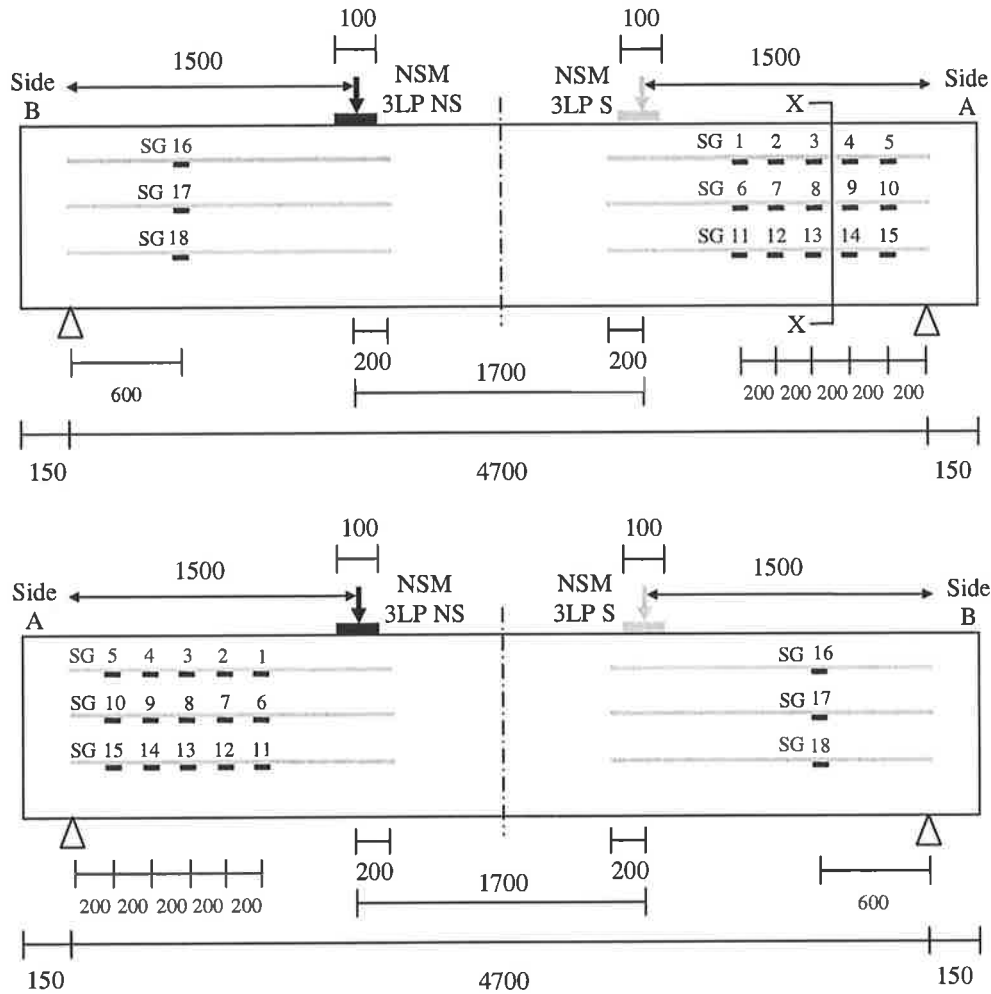 100 100
1500 NSM NSM 1500
Side 3LP NS 3LP S Side
B X A
SG 16 SG 1 2 3 4 5
SG 17 SG 6 7 8 9 10
SG 18 SG 11 12 13 14 15
X
200 200
600 1700 200 200 200 200 200
150 4700 150
100 100
1500 NSM NSM 1500
Side 3LP NS 3LP S Side
A B
SG 5 4 3 2 1 SG 16
10 9 8 7 6 SG 17
SG 15 14 13 12 11 SG 18
200 200
200 200 200 200 200 1700 600
150 4700 150